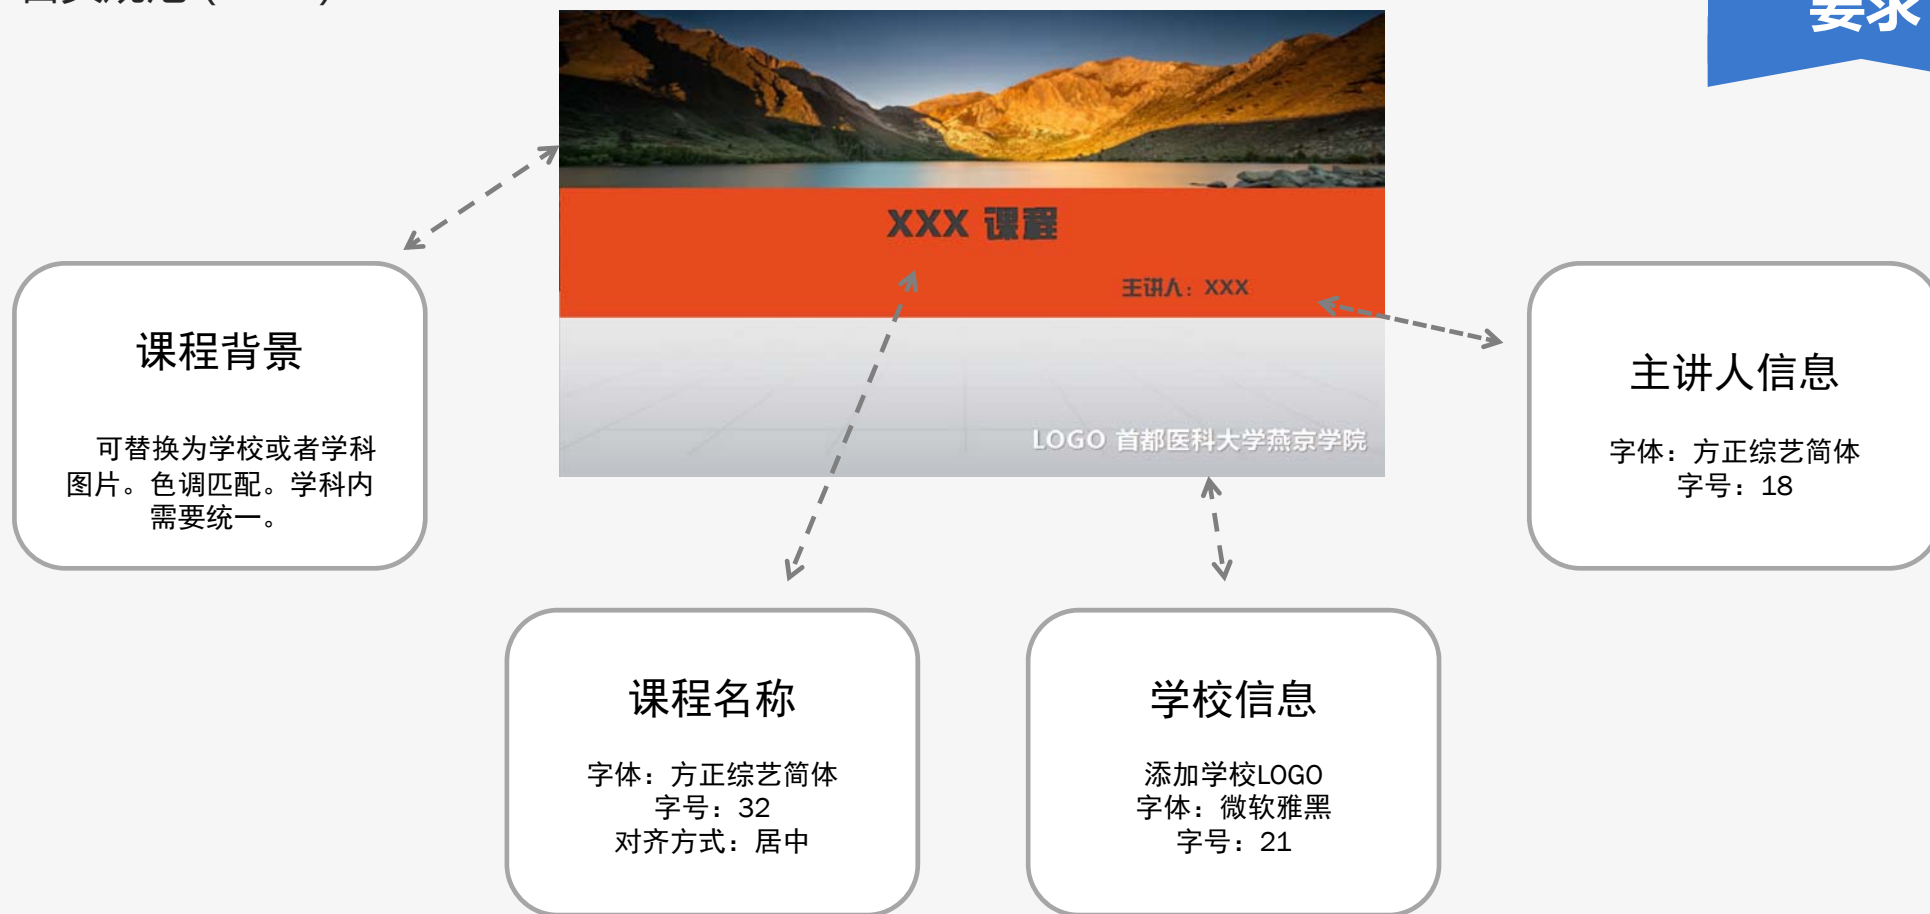 要求
XXX 课程
主讲人：XXX
LOGO 首都医科大学燕京学院
课程背景
可替换为学校或者学科
图片。色调匹配。学科内
需要统一。
主讲人信息
字体：方正综艺简体
字号：18
课程名称
字体：方正综艺简体
字号：32
对齐方式：居中
学校信息
添加学校LOGO
字体：微软雅黑
字号：21